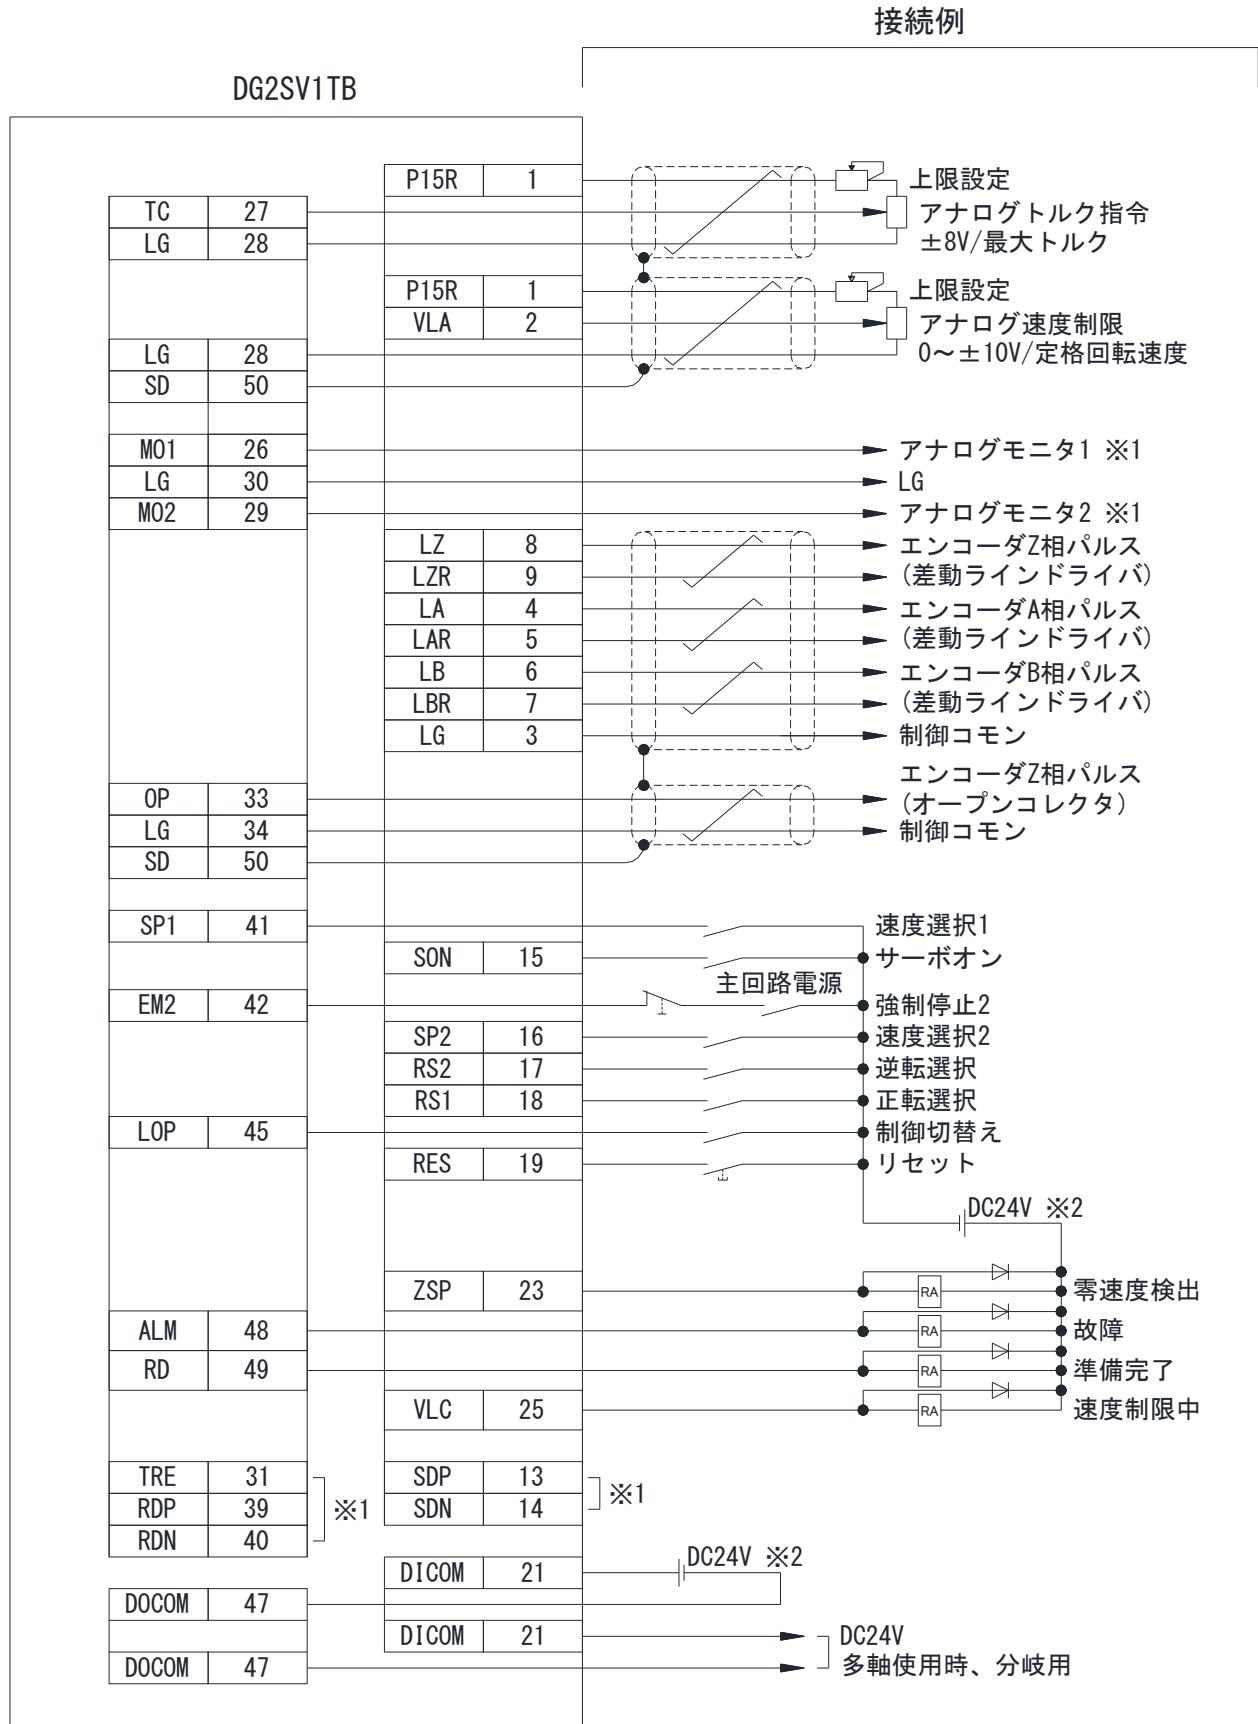 接続例
DG2SV1TB
P15R 1 上限設定
TC 27 アナログトルク指令
LG 28 ±8V/最大トルク
P15R 1 上限設定
VLA 2 アナログ速度制限
LG 28 0～±10V/定格回転速度
SD 50
MO1 26 アナログモニタ1 ※1
LG 30 LG
MO2 29 アナログモニタ2 ※1
LZ 8 エンコーダZ相パルス
LZR 9 (差動ラインドライバ)
LA 4 エンコーダA相パルス
LAR 5 (差動ラインドライバ)
LB 6 エンコーダB相パルス
LBR 7 (差動ラインドライバ)
LG 3 制御コモン
エンコーダZ相パルス
OP 33 (オープンコレクタ)
LG 34 制御コモン
SD 50
SP1 41 速度選択1
SON 15 サーボオン
主回路電源
EM2 42 強制停止2
SP2 16 速度選択2
RS2 17 逆転選択
RS1 18 正転選択
LOP 45 制御切替え
RES 19 リセット
DC24V ※2
ZSP 23 RA 零速度検出
ALM 48 RA 故障
RD 49 RA 準備完了
VLC 25 RA 速度制限中
TRE 31 SDP 13
RDP 39 ※1 SDN 14 ※1
RDN 40
DICOM 21 DC24V ※2
DOCOM 47
DICOM 21 DC24V
DOCOM 47 多軸使用時、分岐用